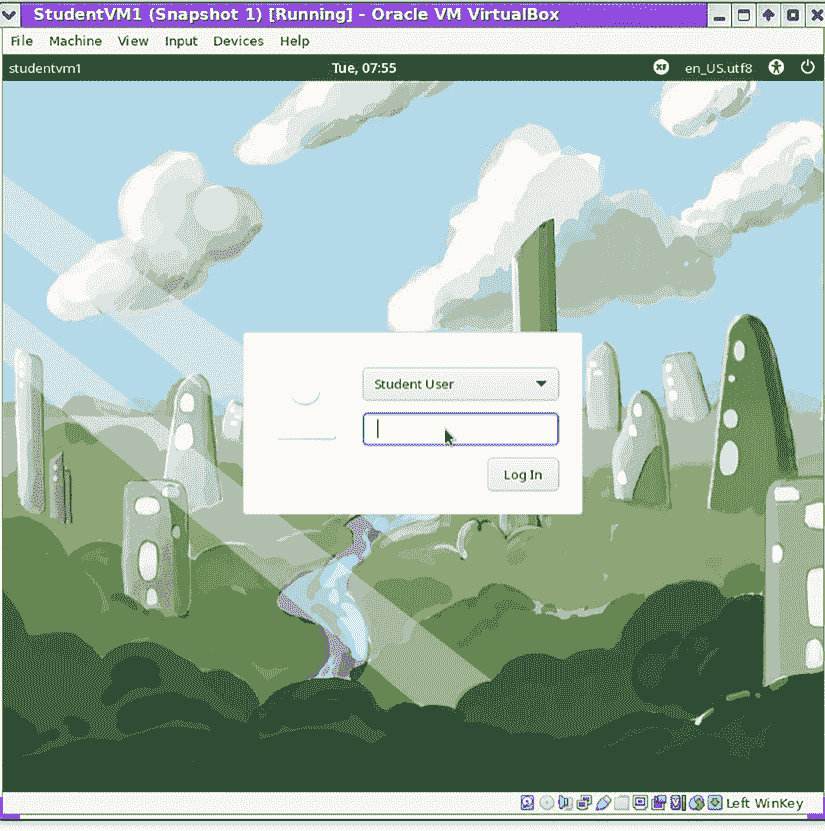 StudentVM1 (Snapshot 1) [Running] - Oracle VM VirtualBox
File Machine View Input Devices Help
studentvm1 Tue, 07:55 XF en_US.utf8
Student User
Log In
Left WinKey